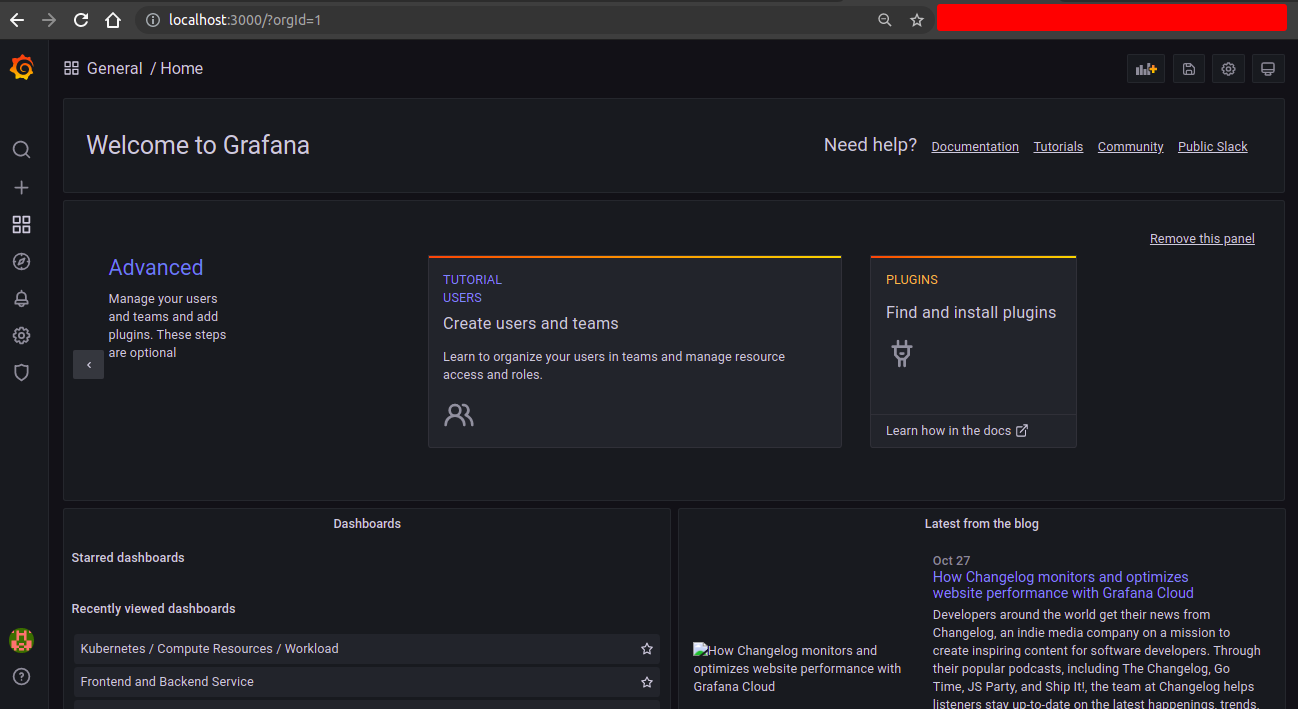 localhost:3000/?orgId=1
General / Home
Welcome to Grafana
Need help? Documentation Tutorials Community Public Slack
Remove this panel
Advanced
Manage your users
and teams and add
plugins. These steps
are optional
TUTORIAL
USERS
Create users and teams
Learn to organize your users in teams and manage resource
access and roles.
PLUGINS
Find and install plugins
Learn how in the docs
Dashboards
Starred dashboards
Recently viewed dashboards
Kubernetes / Compute Resources / Workload
Frontend and Backend Service
Latest from the blog
How Changelog monitors and
optimizes website performance with
Grafana Cloud
Oct 27
How Changelog monitors and optimizes
website performance with Grafana Cloud
Developers around the world get their news from
Changelog, an indie media company on a mission to
create inspiring content for software developers. Through
their popular podcasts, including The Changelog, Go
Time, JS Party, and Ship It!, the team at Changelog helps
listeners stay up-to-date on the latest happenings, trends,